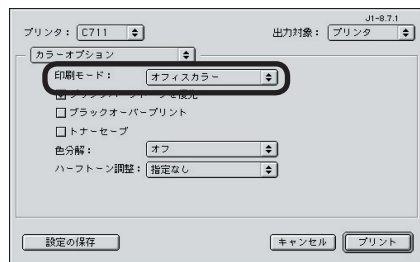 J1-8.7.1
プリンタ： C711 出力対象： プリンタ
カラーオプション
印刷モード： オフィスカラー
ブラックオーバープリント
トナーセーブ
色分解： オフ
ハーフトーン調整： 指定なし
設定の保存 キャンセル プリント